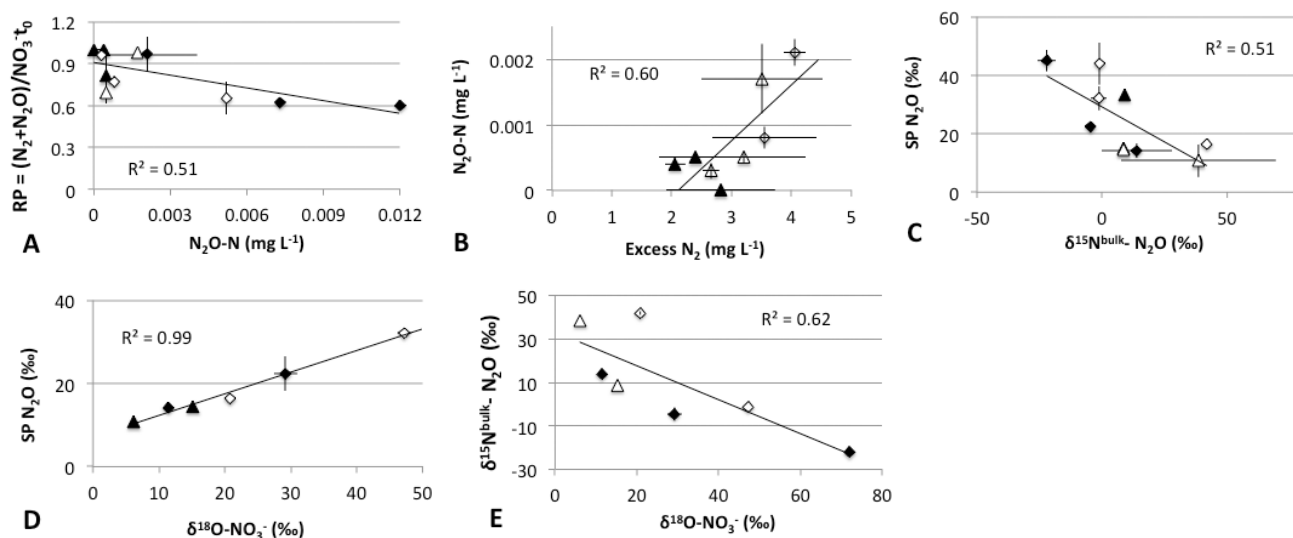 RP = (N₂+N₂O)/NO₃⁻t₀
1.2
0.9
0.6
0.3
0
R² = 0.51
0
0.003
0.006
0.009
0.012
N₂O-N (mg L⁻¹)
A
N₂O-N (mg L⁻¹)
0.002
0.001
0.000
R² = 0.60
0
1
2
3
4
5
Excess N₂ (mg L⁻¹)
B
SP N₂O (‰)
60
40
20
0
R² = 0.51
-50
0
50
δ¹⁵Nᵇᵘˡᵏ- N₂O (‰)
C
SP N₂O (‰)
40
20
0
R² = 0.99
0
10
20
30
40
50
δ¹⁸O-NO₃⁻ (‰)
D
δ¹⁵Nᵇᵘˡᵏ- N₂O (‰)
50
30
10
-10
-30
R² = 0.62
0
20
40
60
80
δ¹⁸O-NO₃⁻ (‰)
E